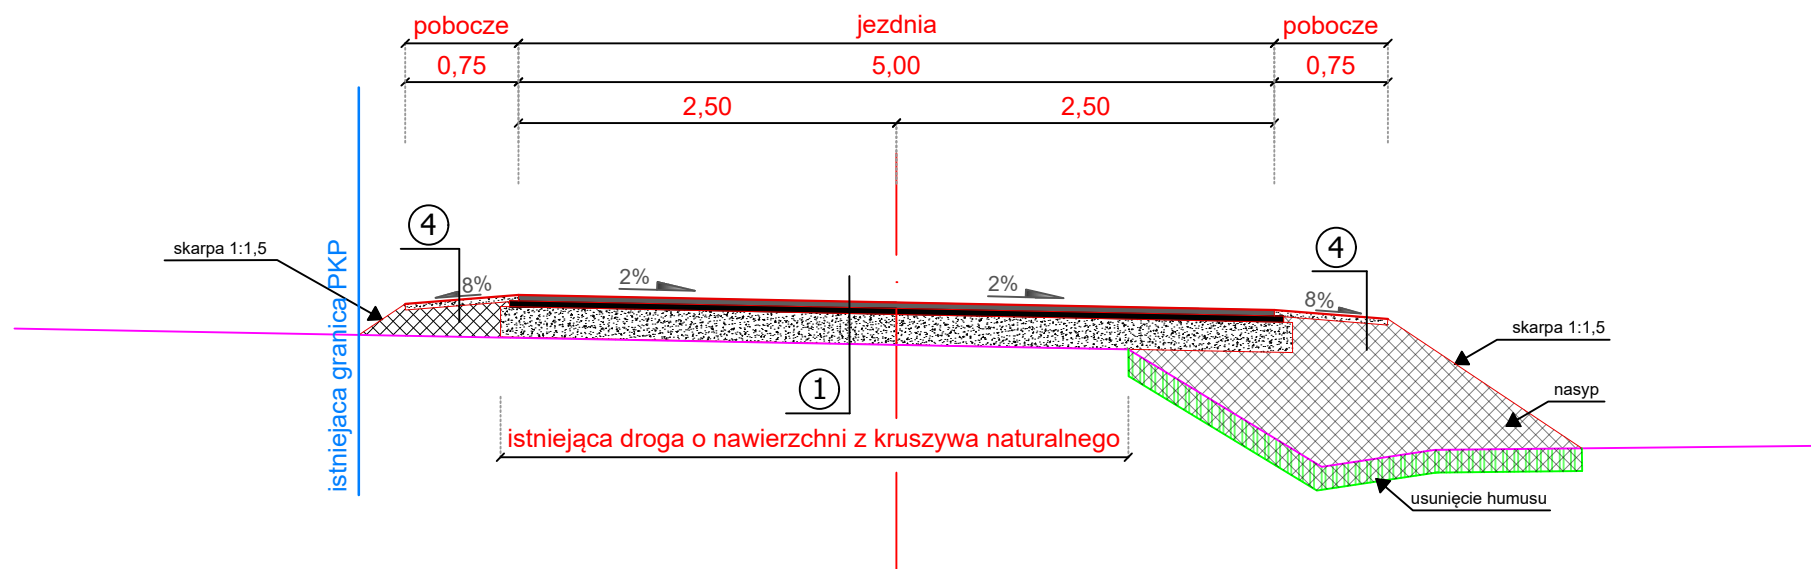 pobocze
jezdnia
pobocze
0,75
5,00
0,75
2,50
2,50
4
4
skarpa 1:1,5
istniejaca granica PKP
8%
2%
2%
8%
skarpa 1:1,5
nasyp
1
istniejąca droga o nawierzchni z kruszywa naturalnego
usunięcie humusu